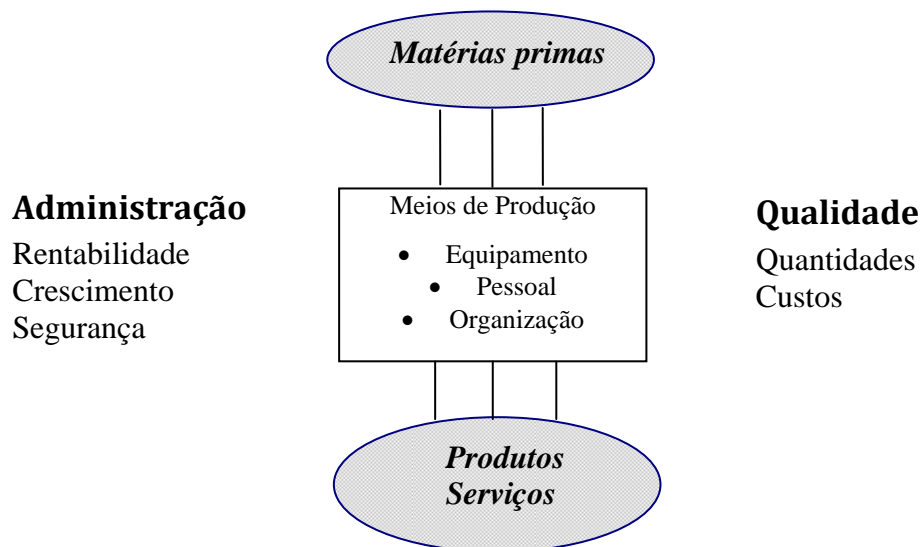 Matérias primas
Administração
Rentabilidade
Crescimento
Segurança
Meios de Produção
• Equipamento
• Pessoal
• Organização
Qualidade
Quantidades
Custos
Produtos
Serviços